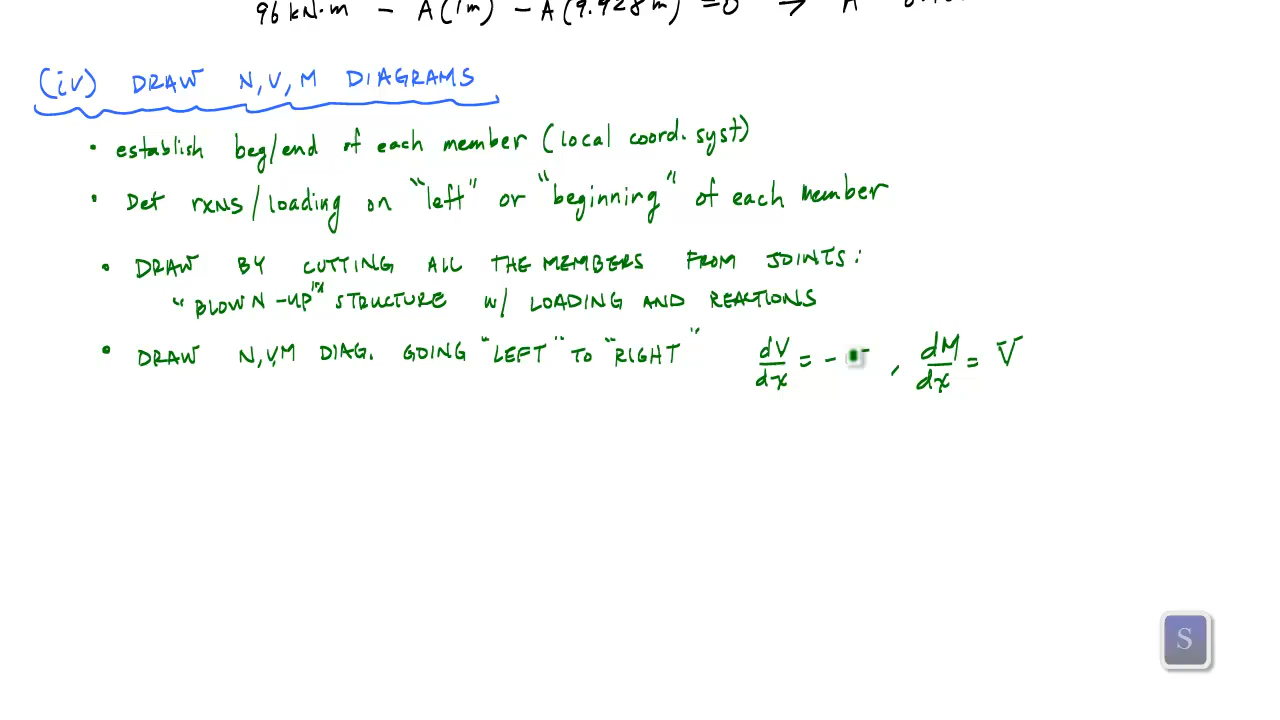 96 kN·m - A(1m) - A(9.928m) = 0 → A
(iv) DRAW N,V,M DIAGRAMS
• establish beg/end of each member (local coord. syst)
• Det rxns/loading on "left" or "beginning" of each member
• DRAW BY CUTTING ALL THE MEMBERS FROM JOINTS:
"BLOWN-UP" STRUCTURE w/ LOADING AND REACTIONS
• DRAW N,V,M DIAG. GOING "LEFT" TO "RIGHT" dV/dx = - , dM/dx = V
S